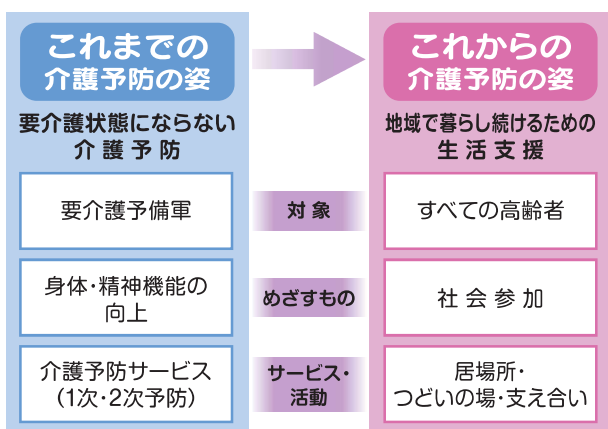 これまでの
介護予防の姿
これからの
介護予防の姿
要介護状態にならない
介護予防
地域で暮らし続けるための
生活支援
要介護予備軍
対象
すべての高齢者
身体・精神機能の
向上
めざすもの
社会参加
介護予防サービス
(1次・2次予防)
サービス・
活動
居場所・
つどいの場・支え合い